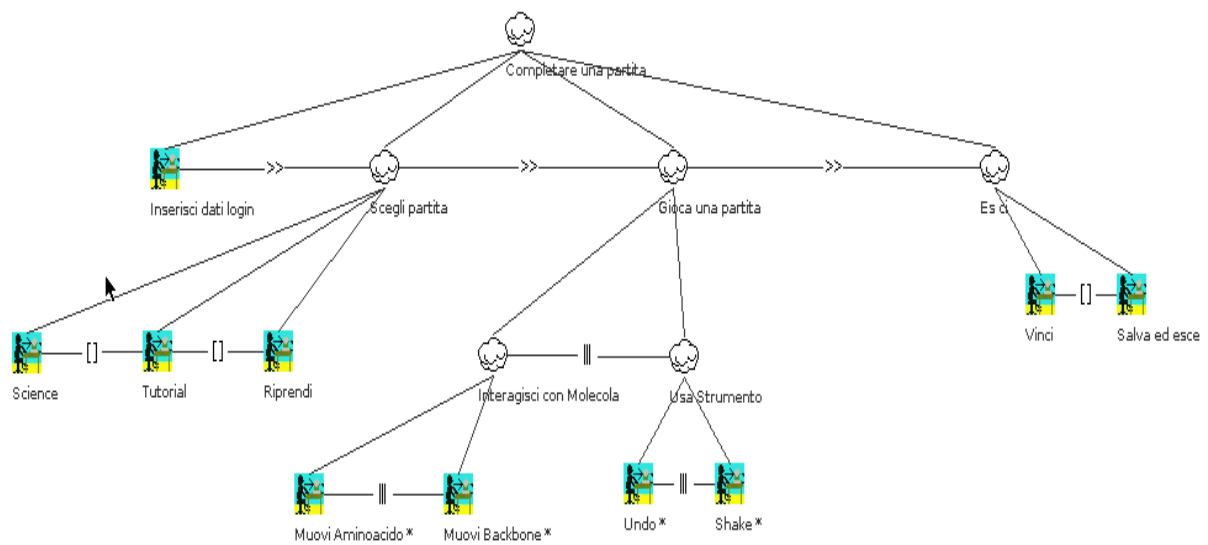 Completare una partita
>> >> >>
Inserisci dati login Scegli partita Gioca una partita Esci
[] [] []
Vinci Salva ed esce
Science Tutorial Riprendi
|||
Interagisci con Molecola Usa Strumento
||| |||
Muovi Aminoacido * Muovi Backbone * Undo * Shake *